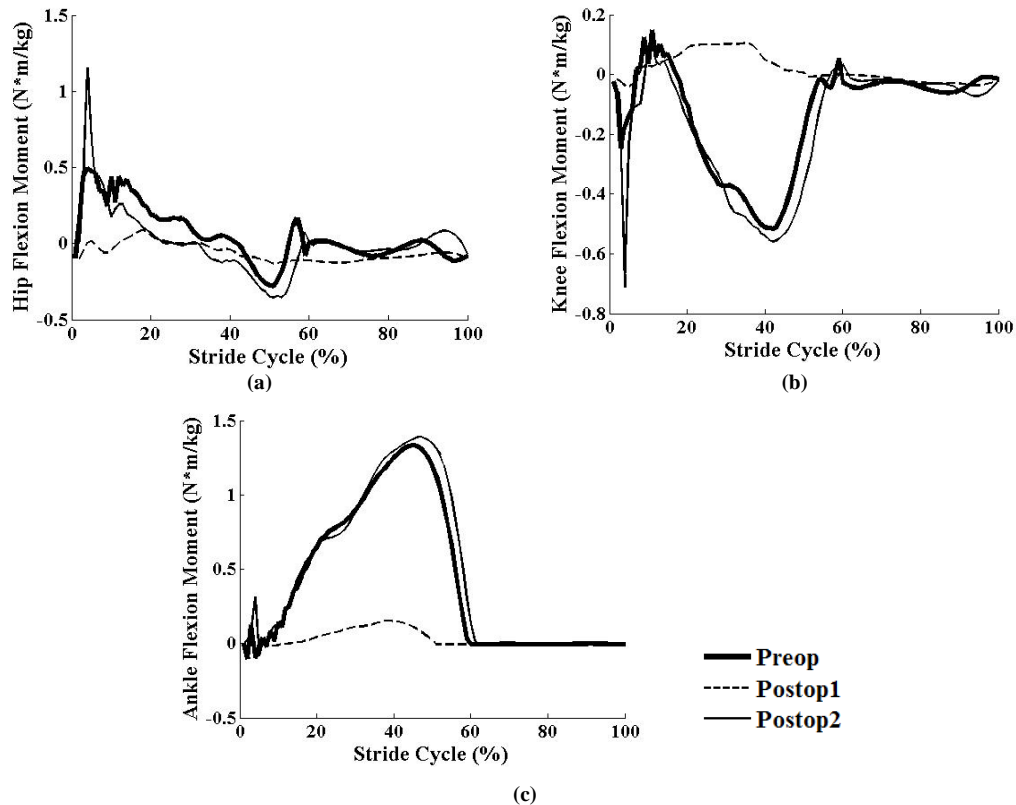 Hip Flexion Moment (N*m/kg)
1.5
1
0.5
0
-0.5
0 20 40 60 80 100
Stride Cycle (%)
(a)
Knee Flexion Moment (N*m/kg)
0.2
0
-0.2
-0.4
-0.6
-0.8
0 20 40 60 80 100
Stride Cycle (%)
(b)
Ankle Flexion Moment (N*m/kg)
1.5
1
0.5
0
-0.5
0 20 40 60 80 100
Stride Cycle (%)
(c)
Preop
Postop1
Postop2